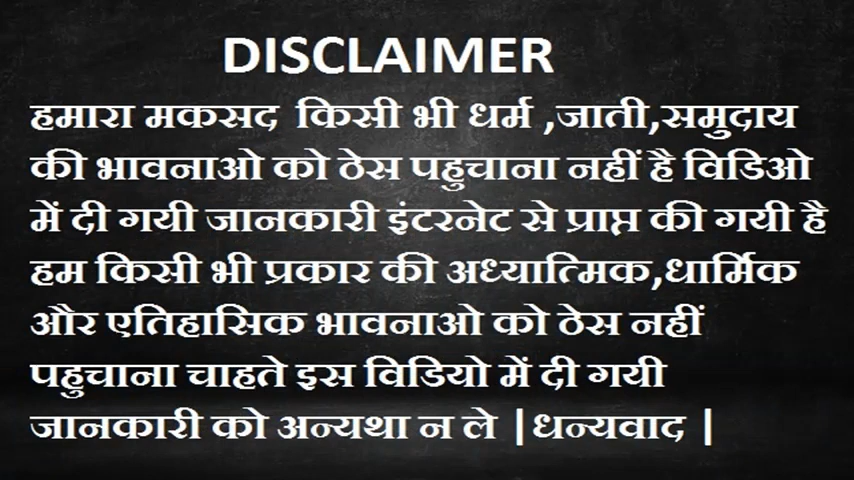 DISCLAIMER
हमारा मकसद किसी भी धर्म ,जाती,समुदाय
की भावनाओ को ठेस पहुचाना नहीं है विडिओ
में दी गयी जानकारी इंटरनेट से प्राप्त की गयी है
हम किसी भी प्रकार की अध्यात्मिक,धार्मिक
और एतिहासिक भावनाओ को ठेस नहीं
पहुचाना चाहते इस विडियो में दी गयी
जानकारी को अन्यथा न ले |धन्यवाद |